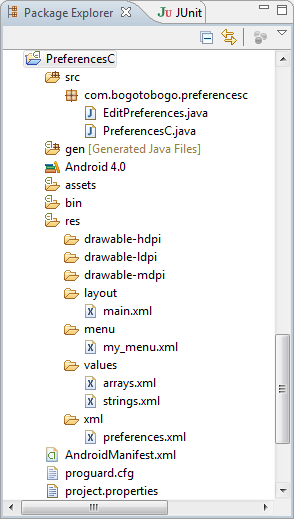 Package Explorer JUnit
PreferencesC
src
com.bogotobogo.preferencesc
EditPreferences.java
PreferencesC.java
gen [Generated Java Files]
Android 4.0
assets
bin
res
drawable-hdpi
drawable-ldpi
drawable-mdpi
layout
main.xml
menu
my_menu.xml
values
arrays.xml
strings.xml
xml
preferences.xml
AndroidManifest.xml
proguard.cfg
project.properties